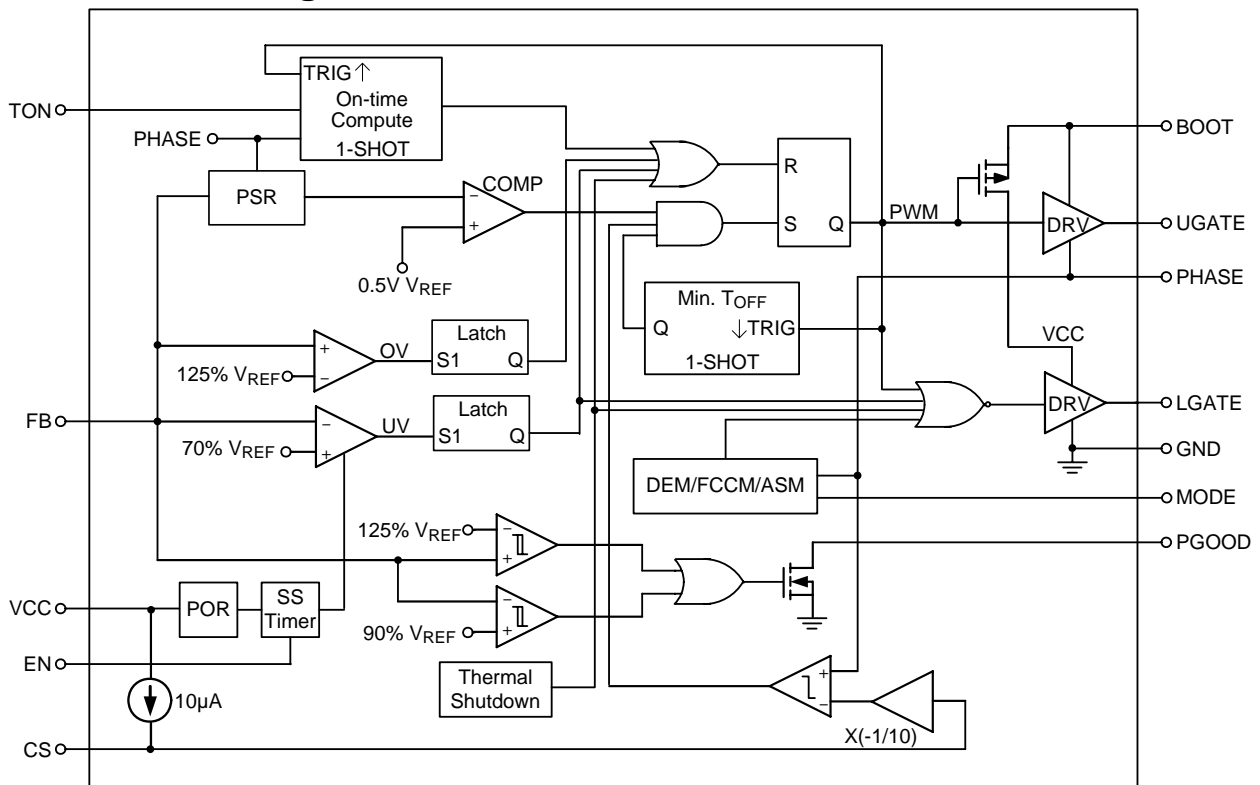 TRIG ↑
On-time
Compute
1-SHOT
TON
PHASE
BOOT
PSR
COMP
R
S
Q
PWM
DRV
UGATE
0.5V VREF
PHASE
Min. TOFF
Q
↓TRIG
1-SHOT
VCC
OV
Latch
S1
Q
125% VREF
FB
UV
Latch
S1
Q
70% VREF
DRV
LGATE
GND
DEM/FCCM/ASM
MODE
125% VREF
PGOOD
VCC
POR
SS
Timer
90% VREF
EN
Thermal
Shutdown
10µA
CS
X(-1/10)